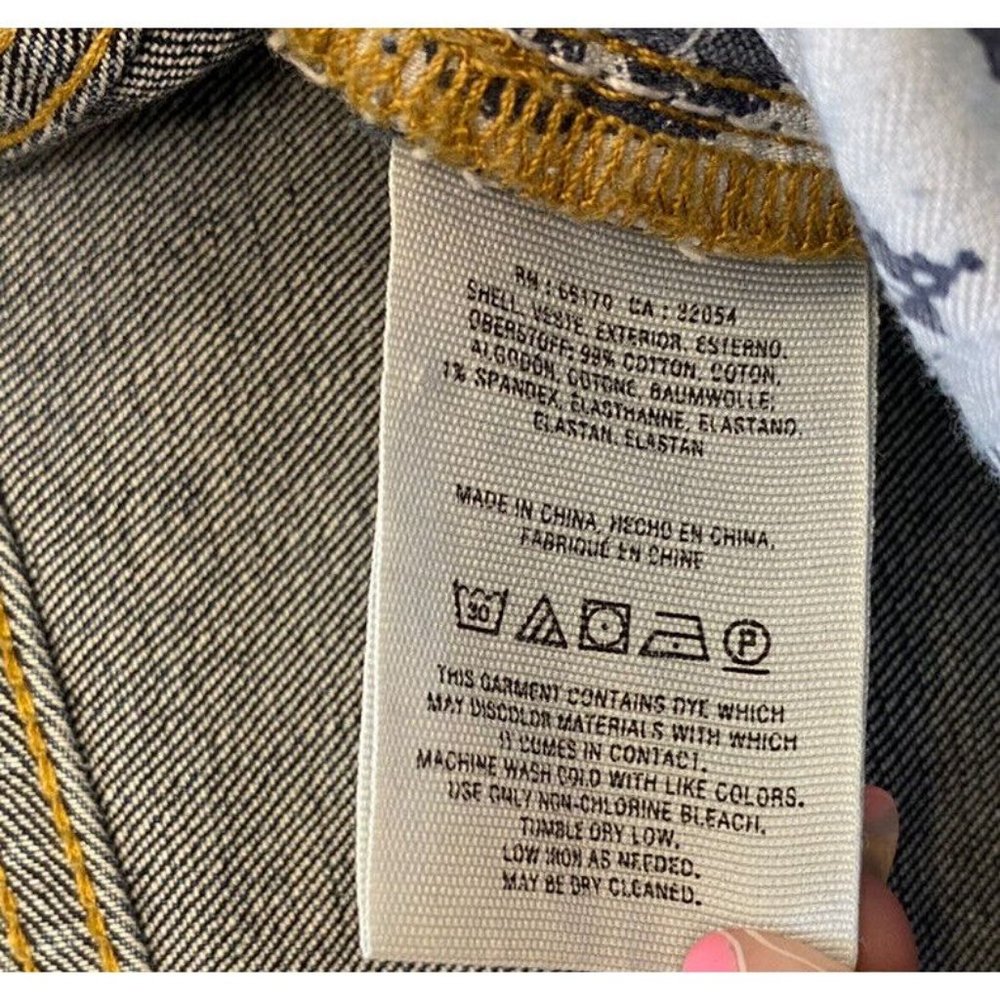 RN : 66170 CA : 32054
SHELL, VESTE, EXTERIOR, ESTERNO,
OBERSTOFF: 99% COTTON, COTON,
ALGODON, COTONE, BAUMWOLLE,
1% SPANDEX, ELASTHANNE, ELASTANO,
ELASTAN, ELASTAN
MADE IN CHINA, HECHO EN CHINA,
FABRIQUÉ EN CHINE
30
P
THIS GARMENT CONTAINS DYE WHICH
MAY DISCOLOR MATERIALS WITH WHICH
IT COMES IN CONTACT.
MACHINE WASH COLD WITH LIKE COLORS.
USE ONLY NON-CHLORINE BLEACH.
TUMBLE DRY LOW.
LOW IRON AS NEEDED.
MAY BE DRY CLEANED.